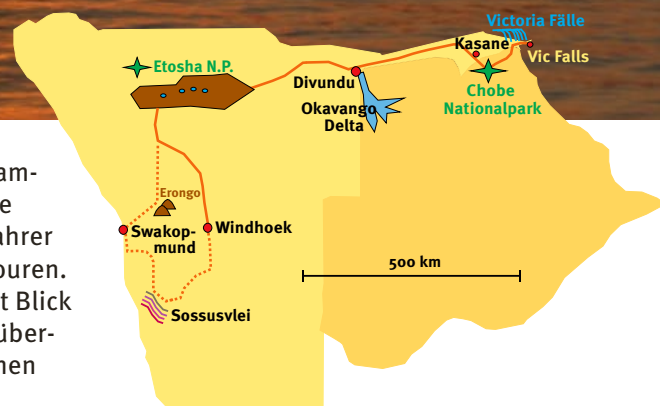 Victoria Fälle
Kasane
Vic Falls
Etosha N.P.
Divundu
Chobe
Nationalpark
Okavango
Delta
Erongo
Swakop-
mund
Windhoek
500 km
Sossusvlei
am-
e
ahrer
ouren.
t Blick
über-
nen